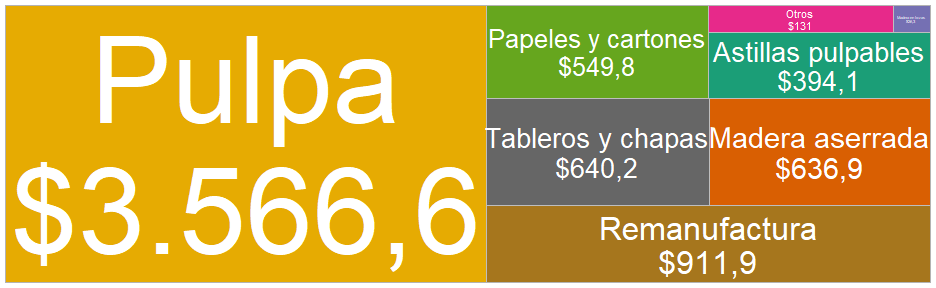 Pulpa
$3.566,6
Papeles y cartones
$549,8
Otros
$131
Astillas pulpables
$394,1
Tableros y chapas
$640,2
Madera aserrada
$636,9
Remanufactura
$911,9